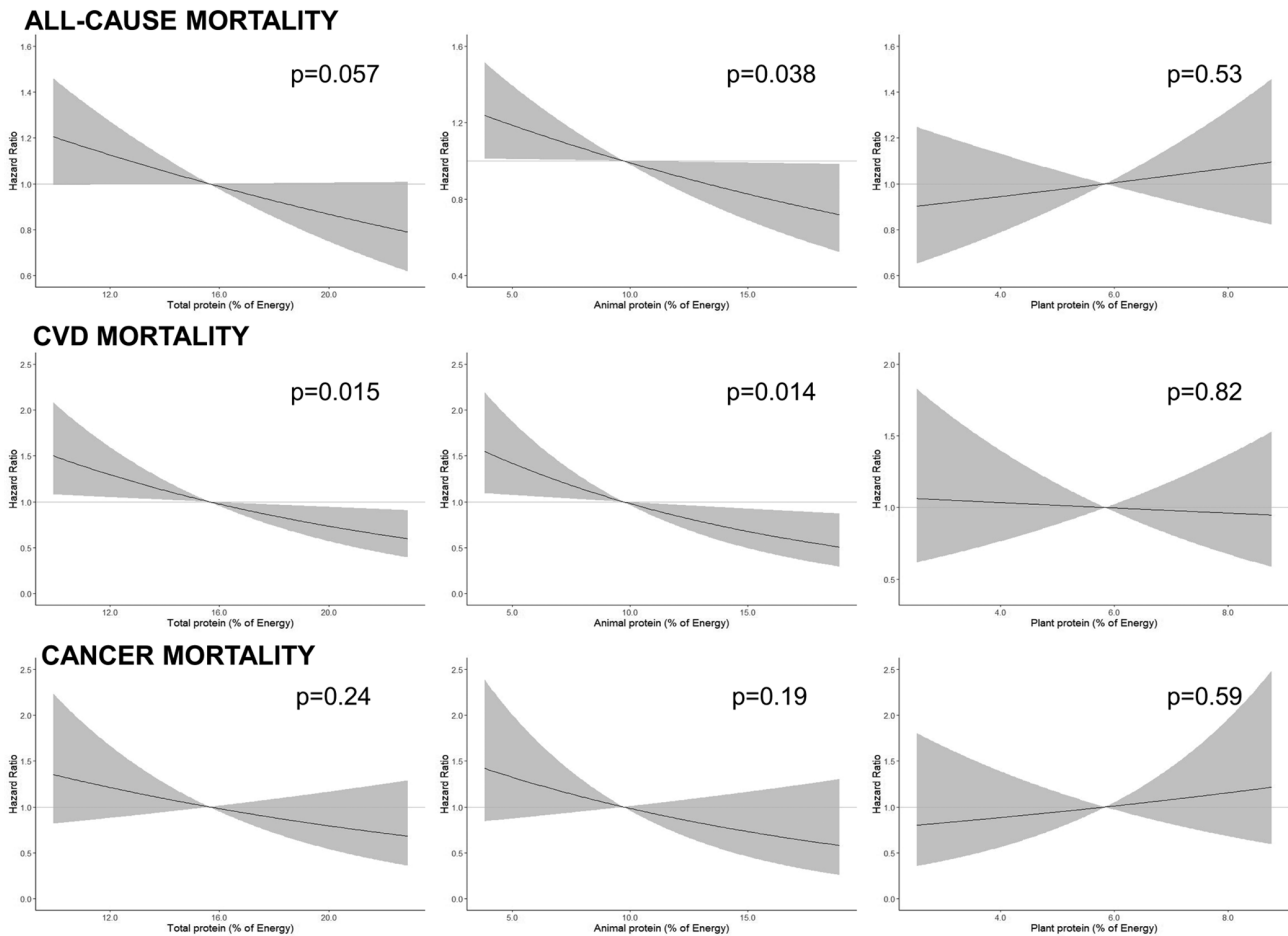 ALL-CAUSE MORTALITY
1.6
1.4
1.2
1.0
0.8
0.6
Hazard Ratio
p=0.057
12.0 16.0 20.0
Total protein (% of Energy)
1.6
1.2
0.8
0.4
Hazard Ratio
p=0.038
5.0 10.0 15.0
Animal protein (% of Energy)
1.6
1.4
1.2
1.0
0.8
0.6
Hazard Ratio
p=0.53
4.0 6.0 8.0
Plant protein (% of Energy)
CVD MORTALITY
2.5
2.0
1.5
1.0
0.5
0.0
Hazard Ratio
p=0.015
12.0 16.0 20.0
Total protein (% of Energy)
2.5
2.0
1.5
1.0
0.5
0.0
Hazard Ratio
p=0.014
5.0 10.0 15.0
Animal protein (% of Energy)
2.0
1.5
1.0
0.5
Hazard Ratio
p=0.82
4.0 6.0 8.0
Plant protein (% of Energy)
CANCER MORTALITY
2.5
2.0
1.5
1.0
0.5
0.0
Hazard Ratio
p=0.24
12.0 16.0 20.0
Total protein (% of Energy)
2.5
2.0
1.5
1.0
0.5
0.0
Hazard Ratio
p=0.19
5.0 10.0 15.0
Animal protein (% of Energy)
2.5
2.0
1.5
1.0
0.5
0.0
Hazard Ratio
p=0.59
4.0 6.0 8.0
Plant protein (% of Energy)